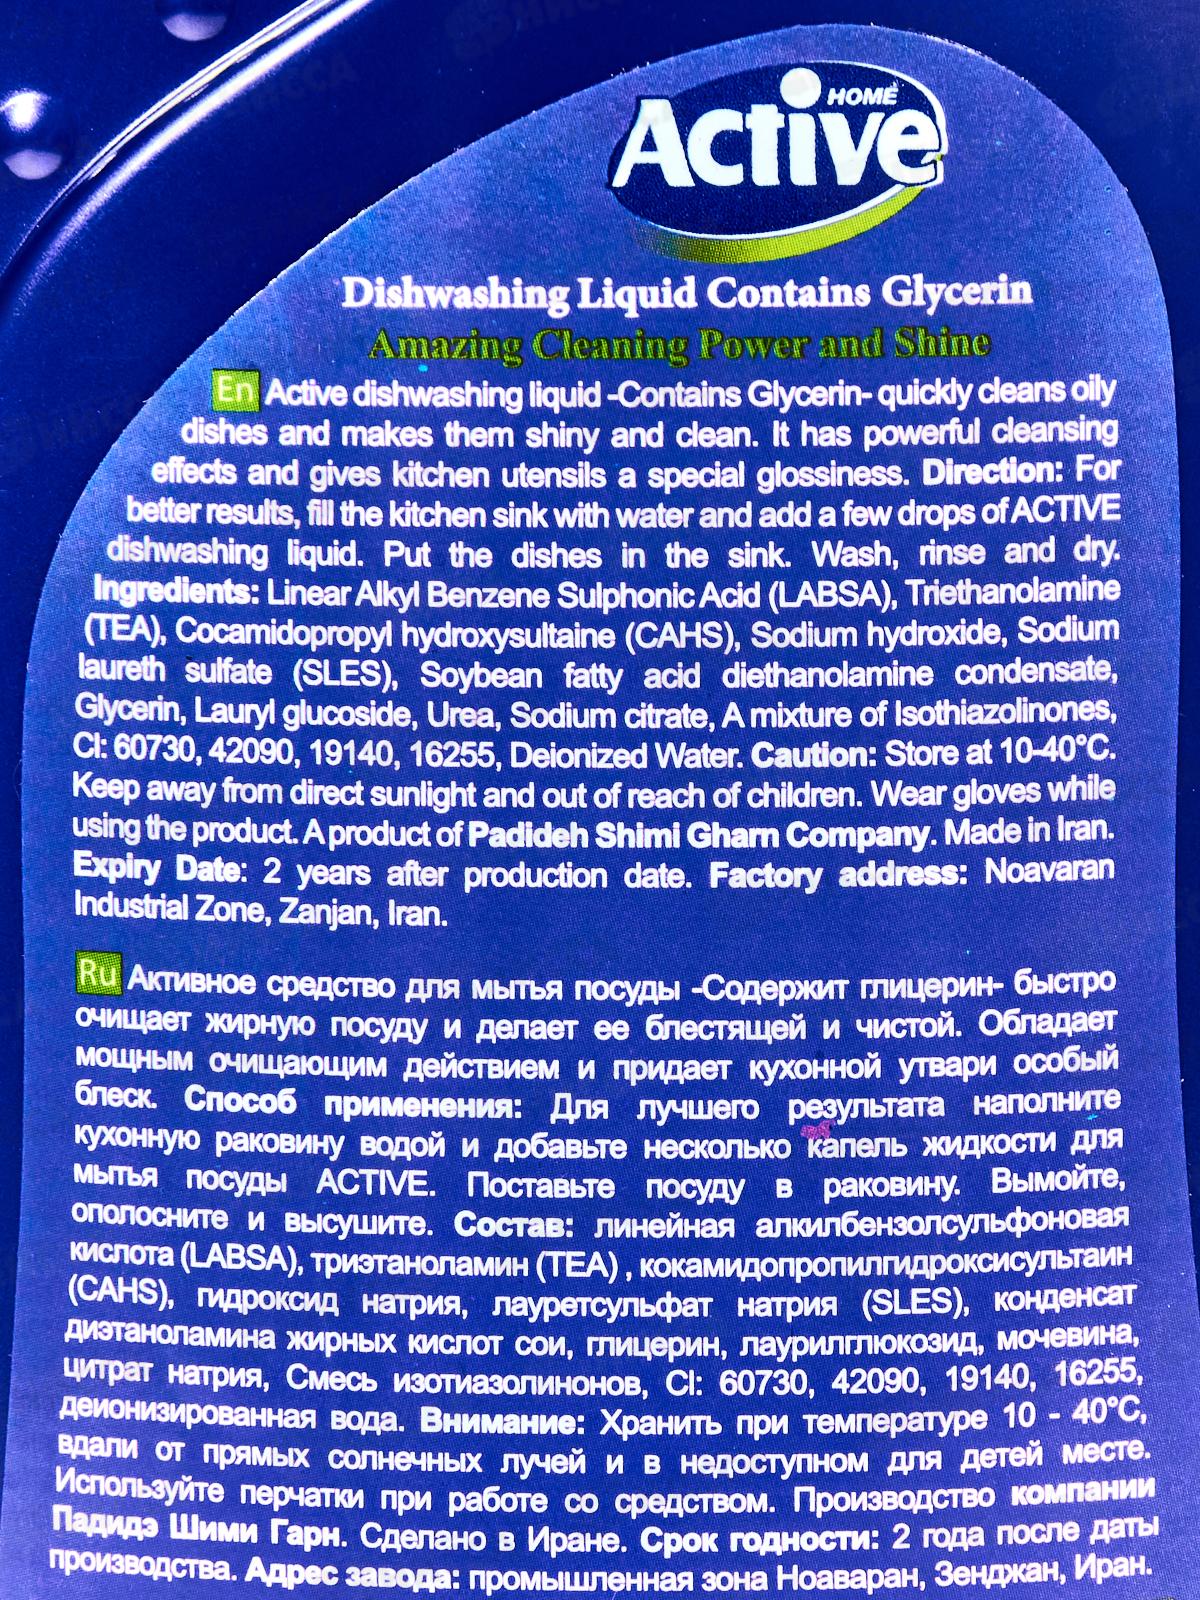 HOME
Active
Dishwashing Liquid Contains Glycerin
Amazing Cleaning Power and Shine
En Active dishwashing liquid -Contains Glycerin- quickly cleans oily
dishes and makes them shiny and clean. It has powerful cleansing
effects and gives kitchen utensils a special glossiness. Direction: For
better results, fill the kitchen sink with water and add a few drops of ACTIVE
dishwashing liquid. Put the dishes in the sink. Wash, rinse and dry.
Ingredients: Linear Alkyl Benzene Sulphonic Acid (LABSA), Triethanolamine
(TEA), Cocamidopropyl hydroxysultaine (CAHS), Sodium hydroxide, Sodium
laureth sulfate (SLES), Soybean fatty acid diethanolamine condensate,
Glycerin, Lauryl glucoside, Urea, Sodium citrate, A mixture of Isothiazolinones,
CI: 60730, 42090, 19140, 16255, Deionized Water. Caution: Store at 10-40°C.
Keep away from direct sunlight and out of reach of children. Wear gloves while
using the product. A product of Padideh Shimi Gharn Company. Made in Iran.
Expiry Date: 2 years after production date. Factory address: Noavaran
Industrial Zone, Zanjan, Iran.
Ru Активное средство для мытья посуды -Содержит глицерин- быстро
очищает жирную посуду и делает ее блестящей и чистой. Обладает
мощным очищающим действием и придает кухонной утвари особый
блеск. Способ применения: Для лучшего результата наполните
кухонную раковину водой и добавьте несколько капель жидкости для
мытья посуды ACTIVE. Поставьте посуду в раковину. Вымойте,
ополосните и высушите. Состав: линейная алкилбензолсульфоновая
кислота (LABSA), триэтаноламин (TEA) , кокамидопропилгидроксисультаин
(CAHS), гидроксид натрия, лауретсульфат натрия (SLES), конденсат
диэтаноламина жирных кислот сои, глицерин, лаурилглюкозид, мочевина,
цитрат натрия, Смесь изотиазолинонов, CI: 60730, 42090, 19140, 16255,
деионизированная вода. Внимание: Хранить при температуре 10 - 40°C,
вдали от прямых солнечных лучей и в недоступном для детей месте.
Используйте перчатки при работе со средством. Производство компании
Падидэ Шими Гарн. Сделано в Иране. Срок годности: 2 года после даты
производства. Адрес завода: промышленная зона Ноаваран, Зенджан, Иран.